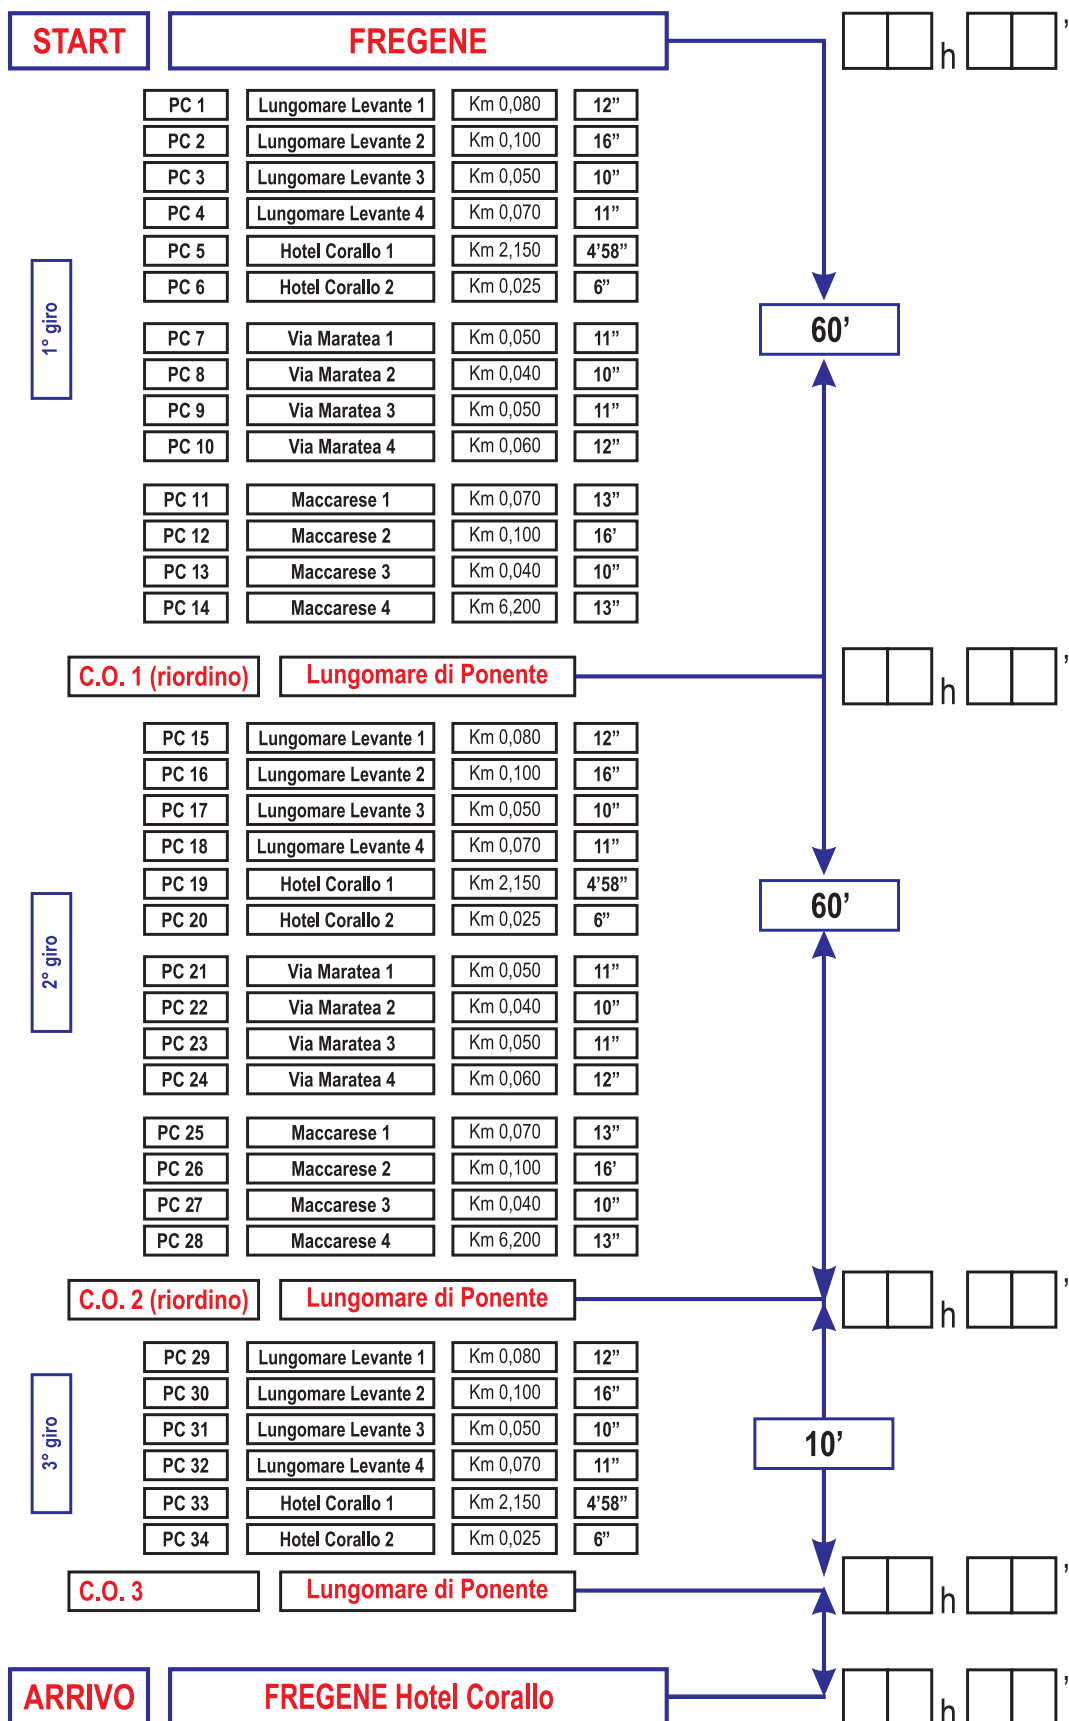 START FREGENE h ’
PC 1 Lungomare Levante 1 Km 0,080 12”
PC 2 Lungomare Levante 2 Km 0,100 16”
PC 3 Lungomare Levante 3 Km 0,050 10”
PC 4 Lungomare Levante 4 Km 0,070 11”
PC 5 Hotel Corallo 1 Km 2,150 4’58”
PC 6 Hotel Corallo 2 Km 0,025 6”
1° giro
60’
PC 7 Via Maratea 1 Km 0,050 11”
PC 8 Via Maratea 2 Km 0,040 10”
PC 9 Via Maratea 3 Km 0,050 11”
PC 10 Via Maratea 4 Km 0,060 12”
PC 11 Maccarese 1 Km 0,070 13”
PC 12 Maccarese 2 Km 0,100 16’
PC 13 Maccarese 3 Km 0,040 10”
PC 14 Maccarese 4 Km 6,200 13”
C.O. 1 (riordino) Lungomare di Ponente h ’
PC 15 Lungomare Levante 1 Km 0,080 12”
PC 16 Lungomare Levante 2 Km 0,100 16”
PC 17 Lungomare Levante 3 Km 0,050 10”
PC 18 Lungomare Levante 4 Km 0,070 11”
PC 19 Hotel Corallo 1 Km 2,150 4’58”
PC 20 Hotel Corallo 2 Km 0,025 6”
60’
2° giro
PC 21 Via Maratea 1 Km 0,050 11”
PC 22 Via Maratea 2 Km 0,040 10”
PC 23 Via Maratea 3 Km 0,050 11”
PC 24 Via Maratea 4 Km 0,060 12”
PC 25 Maccarese 1 Km 0,070 13”
PC 26 Maccarese 2 Km 0,100 16’
PC 27 Maccarese 3 Km 0,040 10”
PC 28 Maccarese 4 Km 6,200 13”
C.O. 2 (riordino) Lungomare di Ponente h ’
PC 29 Lungomare Levante 1 Km 0,080 12”
PC 30 Lungomare Levante 2 Km 0,100 16”
PC 31 Lungomare Levante 3 Km 0,050 10”
3° giro
10’
PC 32 Lungomare Levante 4 Km 0,070 11”
PC 33 Hotel Corallo 1 Km 2,150 4’58”
PC 34 Hotel Corallo 2 Km 0,025 6”
C.O. 3 Lungomare di Ponente h ’
ARRIVO FREGENE Hotel Corallo h ’